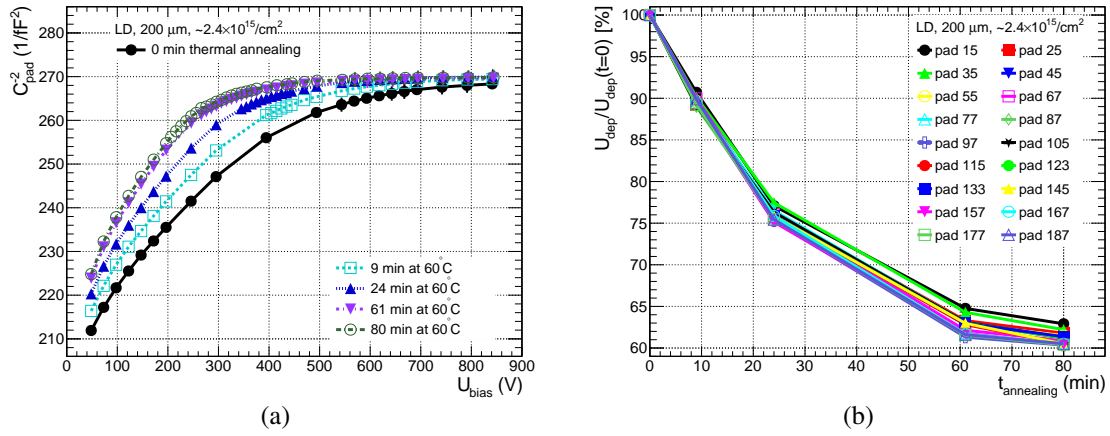 LD, 200 μm, ~2.4×10¹⁵/cm²
0 min thermal annealing
C⁻²pad (1/fF²)
270
260
250
240
230
220
210
9 min at 60°C
24 min at 60°C
61 min at 60°C
80 min at 60°C
0 100 200 300 400 500 600 700 800 900
U_bias (V)
(a)
U_dep/U_dep(t=0) [%]
100
95
90
85
80
75
70
65
60
LD, 200 μm, ~2.4×10¹⁵/cm²
pad 15 pad 25
pad 35 pad 45
pad 55 pad 67
pad 77 pad 87
pad 97 pad 105
pad 115 pad 123
pad 133 pad 145
pad 157 pad 167
pad 177 pad 187
0 10 20 30 40 50 60 70 80
t_annealing (min)
(b)